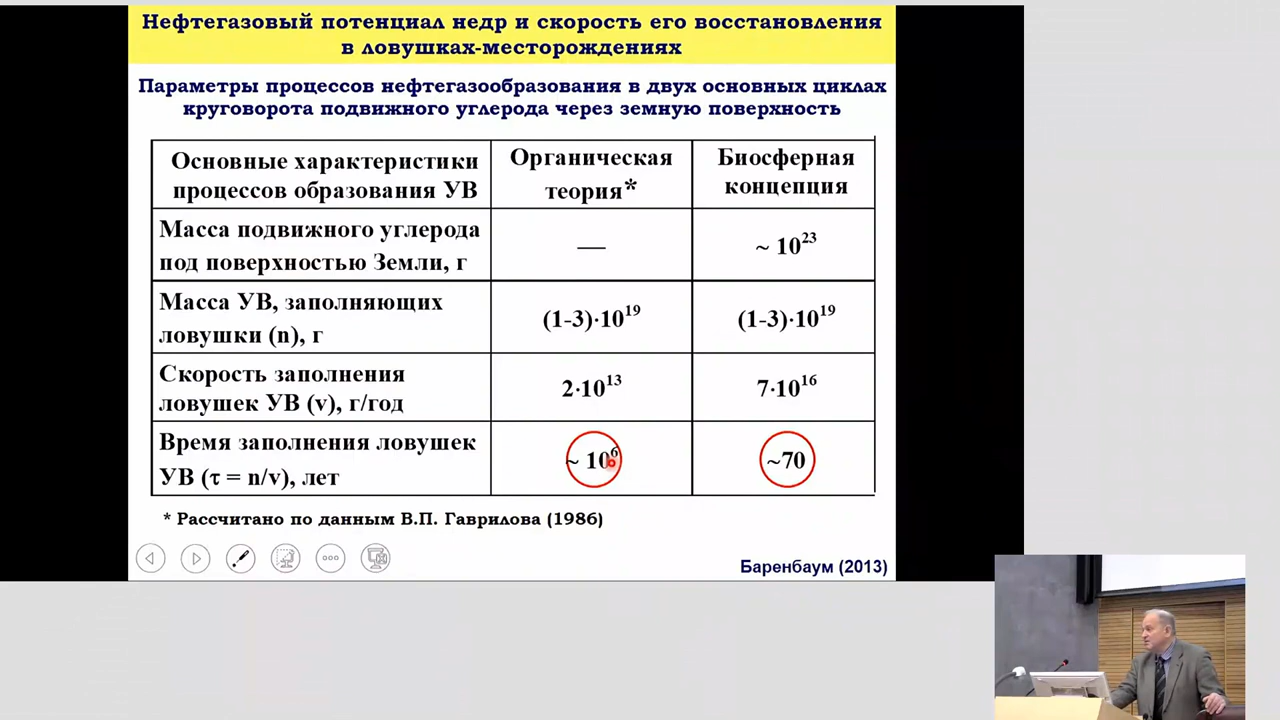 Нефтегазовый потенциал недр и скорость его восстановления
в ловушках-месторождениях
Параметры процессов нефтегазообразования в двух основных циклах
круговорота подвижного углерода через земную поверхность
Основные характеристики
процессов образования УВ
Органическая
теория*
Биосферная
концепция
Масса подвижного углерода
под поверхностью Земли, г
—
~ 10²³
Масса УВ, заполняющих
ловушки (n), г
(1-3)·10¹⁹
(1-3)·10¹⁹
Скорость заполнения
ловушек УВ (v), г/год
2·10¹³
7·10¹⁶
Время заполнения ловушек
УВ (τ = n/v), лет
~ 10⁶
~70
* Рассчитано по данным В.П. Гаврилова (1986)
Баренбаум (2013)